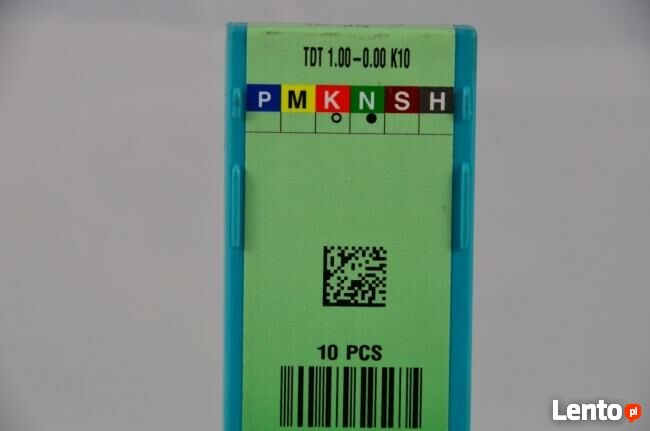 TDT 1.00-0.00 K10
P M K N S H
10 PCS
Lento.pl